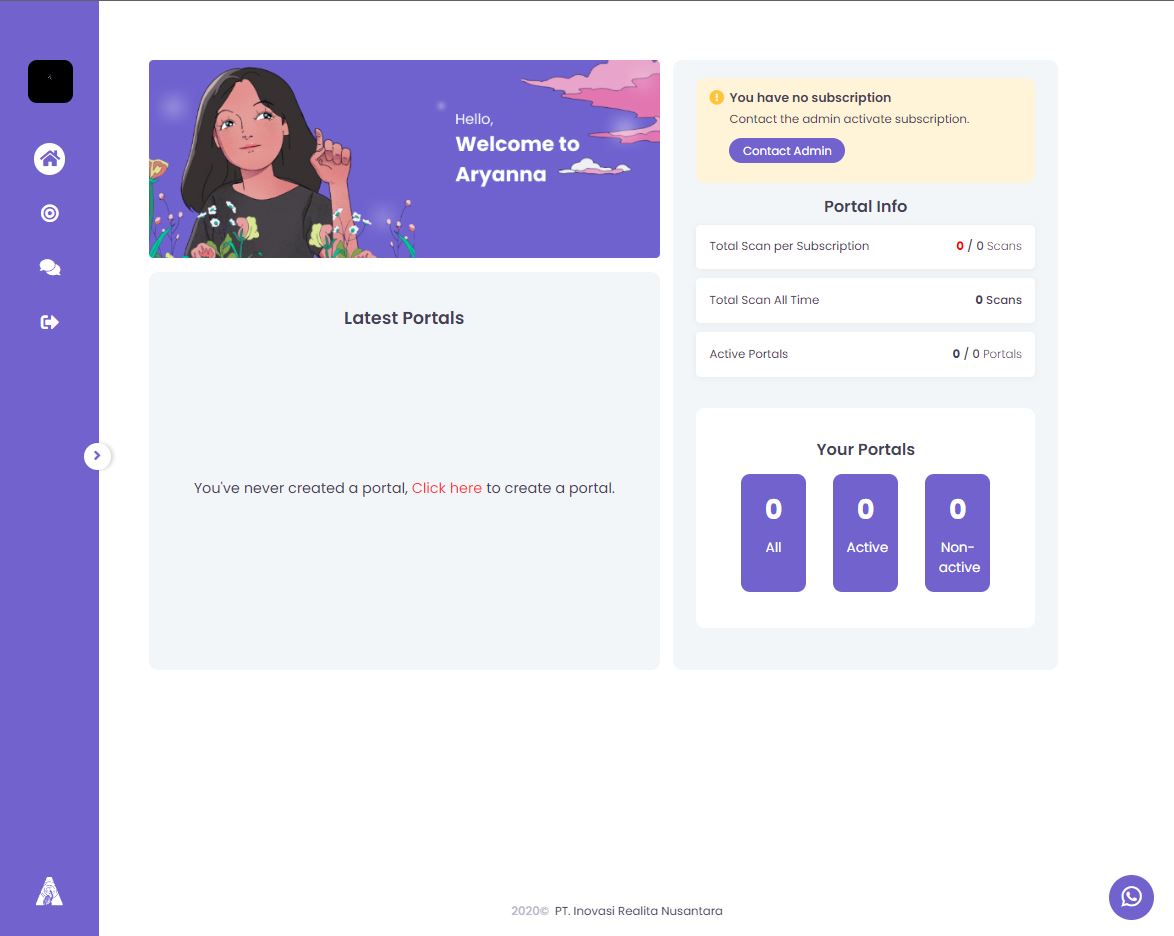 Hello,
Welcome to
Aryanna
Latest Portals
You've never created a portal, Click here to create a portal.
You have no subscription
Contact the admin activate subscription.
Contact Admin
Portal Info
Total Scan per Subscription 0 / 0 Scans
Total Scan All Time 0 Scans
Active Portals 0 / 0 Portals
Your Portals
0 0 0
All Active Non-
active
2020© PT. Inovasi Realita Nusantara